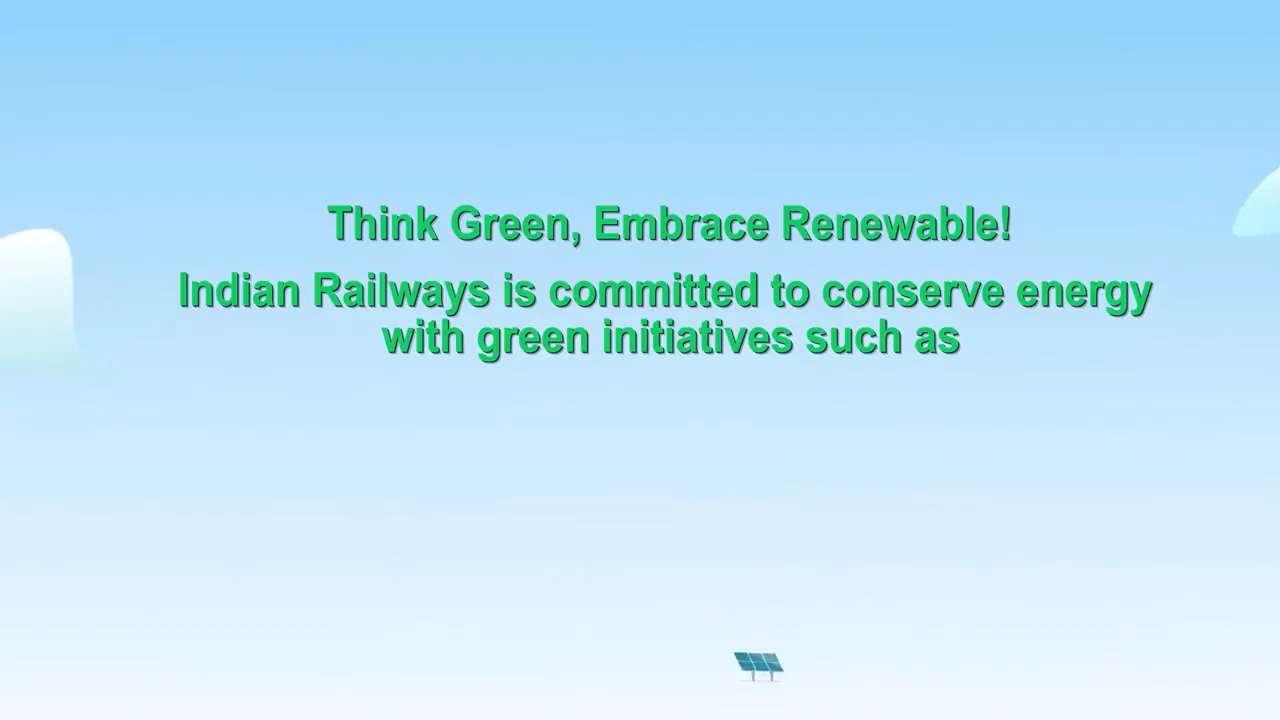 Think Green, Embrace Renewable!
Indian Railways is committed to conserve energy
with green initiatives such as